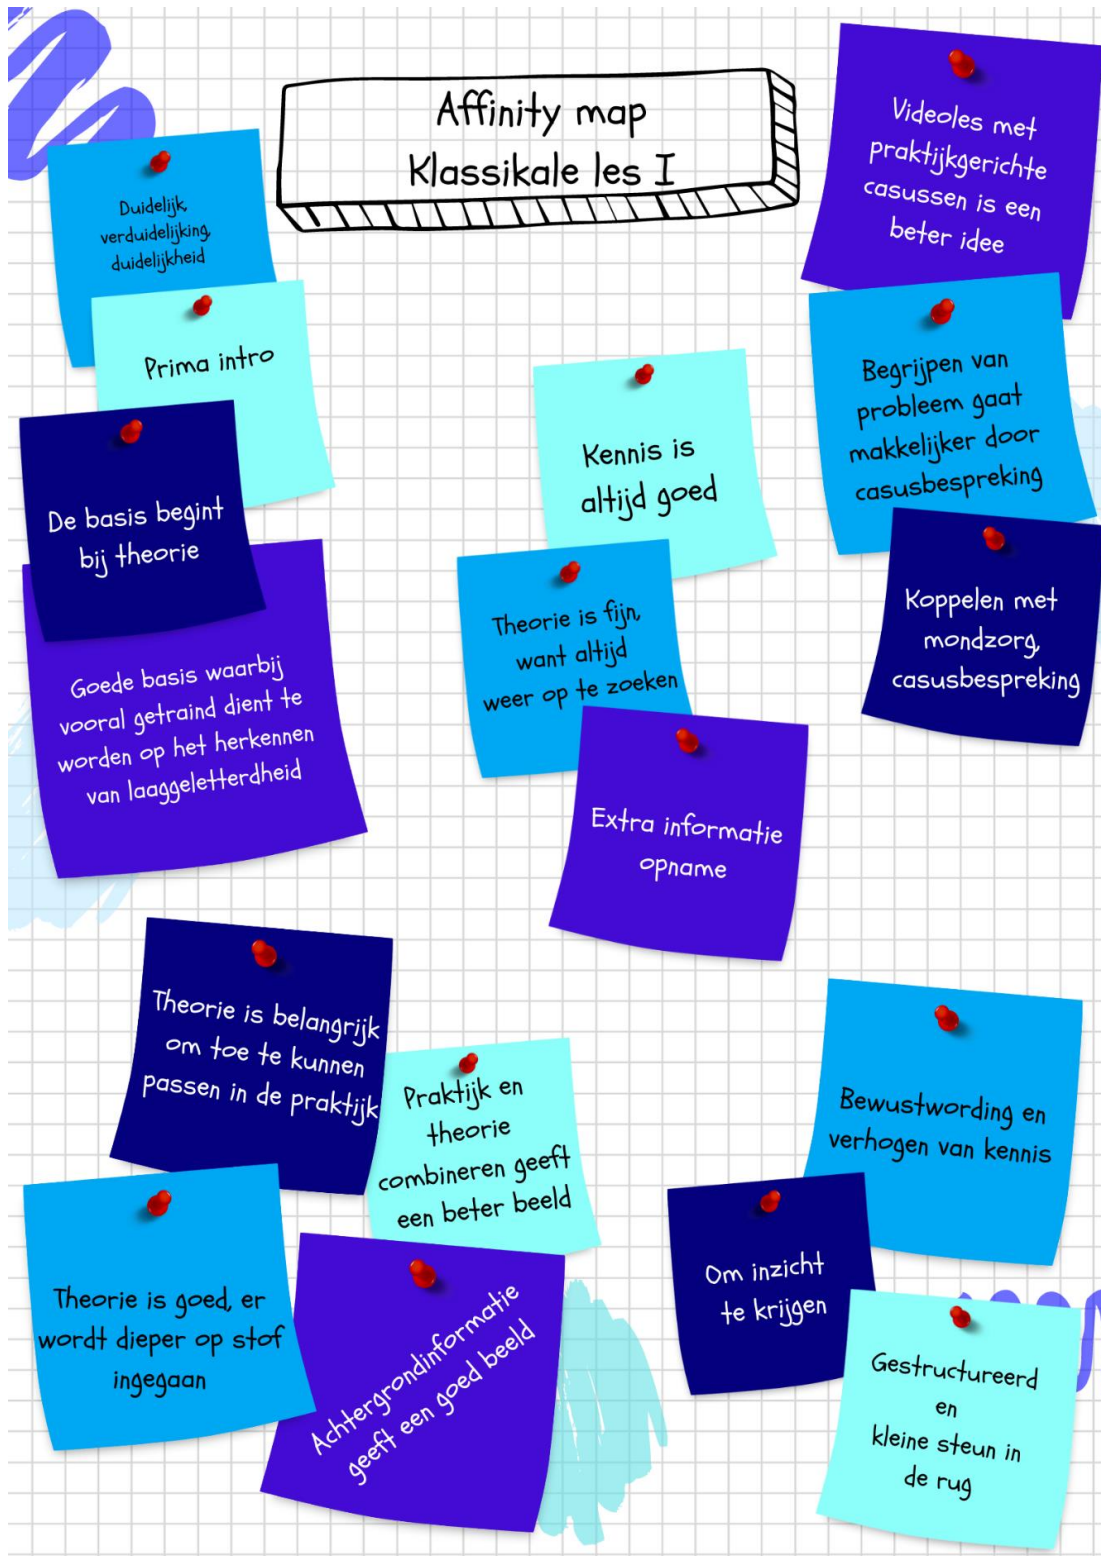 Affinity map
Klassikale les I
Duidelijk,
verduidelijking,
duidelijkheid
Prima intro
De basis begint
bij theorie
Goede basis waarbij
vooral getraind dient te
worden op het herkennen
van laaggeletterdheid
Kennis is
altijd goed
Theorie is fijn,
want altijd
weer op te zoeken
Extra informatie
opname
Videoles met
praktijkgerichte
casussen is een
beter idee
Begrijpen van
probleem gaat
makkelijker door
casusbespreking
Koppelen met
mondzorg,
casusbespreking
Theorie is belangrijk
om toe te kunnen
passen in de praktijk
Praktijk en
theorie
combineren geeft
een beter beeld
Theorie is goed, er
wordt dieper op stof
ingegaan
Achtergrondinformatie
geeft een goed beeld
Bewustwording en
verhogen van kennis
Om inzicht
te krijgen
Gestructureerd
en
kleine steun in
de rug